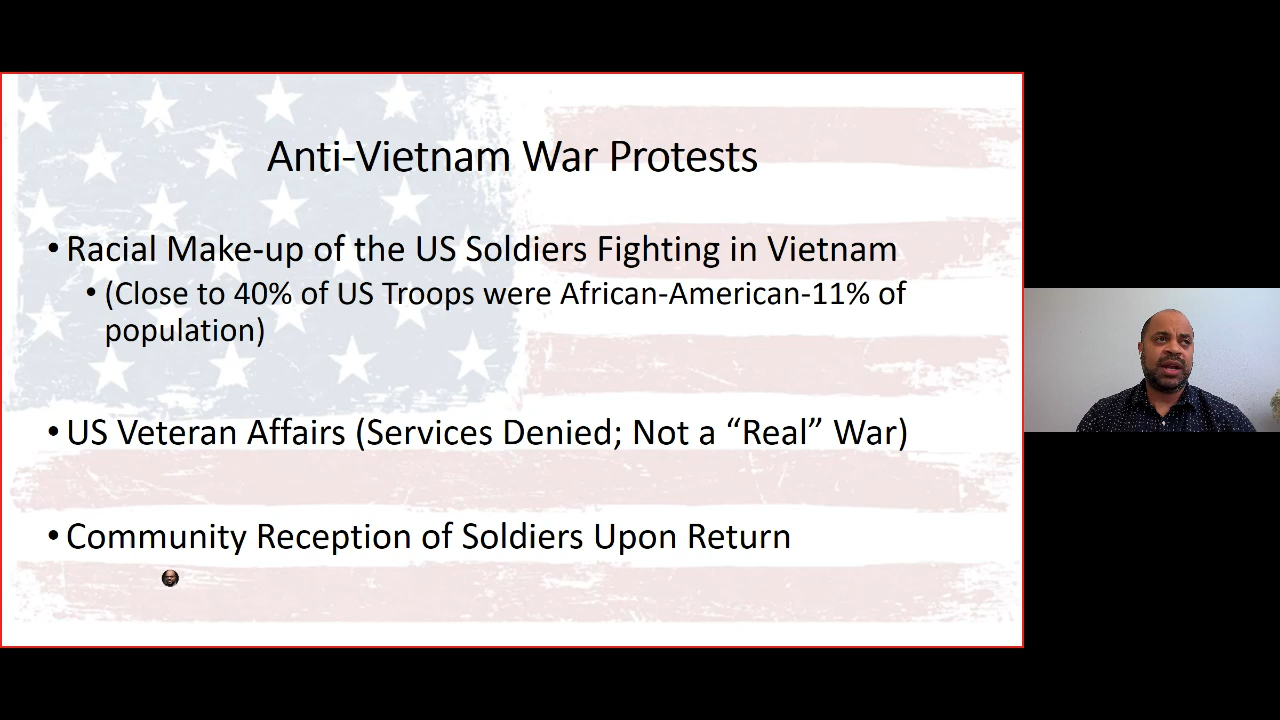 Anti-Vietnam War Protests
• Racial Make-up of the US Soldiers Fighting in Vietnam
• (Close to 40% of US Troops were African-American-11% of
population)
• US Veteran Affairs (Services Denied; Not a “Real” War)
• Community Reception of Soldiers Upon Return